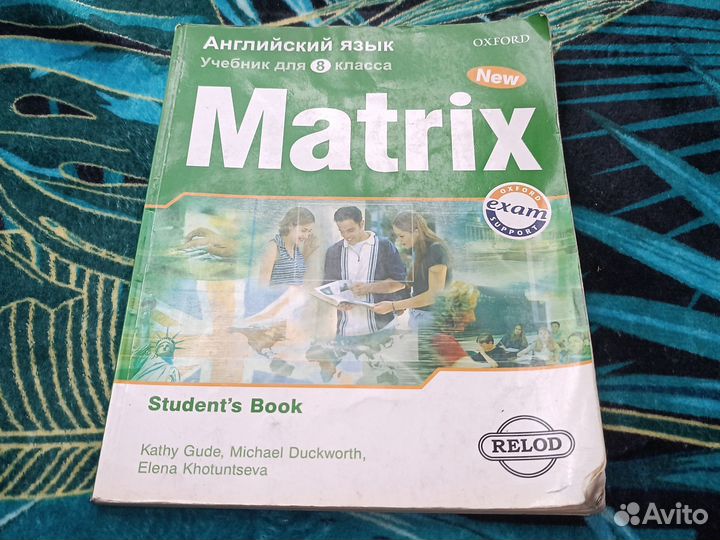 Английский язык
Учебник для 8 класса
OXFORD
New
Matrix
OXFORD
exam
SUPPORT
Student's Book
Kathy Gude, Michael Duckworth,
Elena Khotuntseva
RELOD
Avito